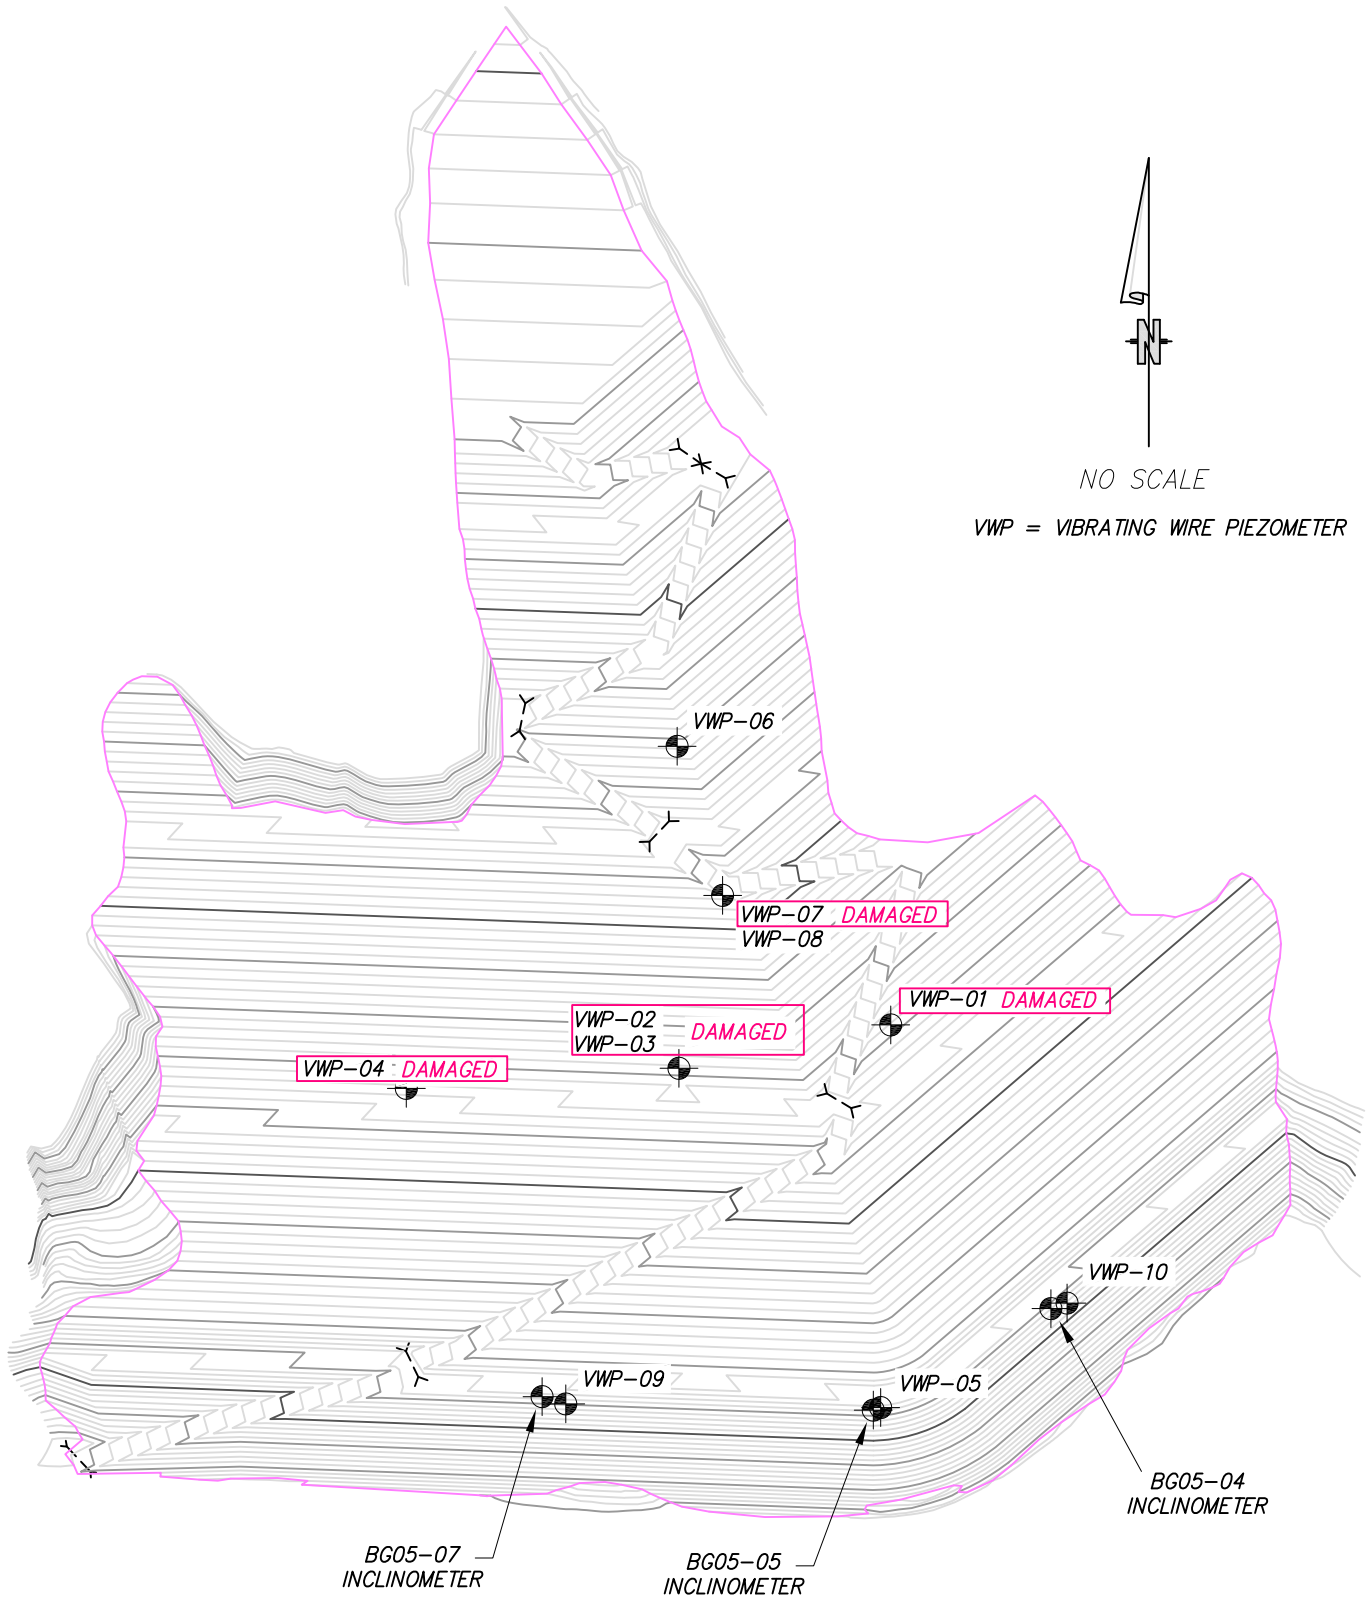 N
NO SCALE
VWP = VIBRATING WIRE PIEZOMETER
VWP-06
VWP-07 DAMAGED
VWP-08
VWP-01 DAMAGED
VWP-02
VWP-03
DAMAGED
VWP-04 DAMAGED
VWP-10
VWP-09
VWP-05
BG05-04
INCLINOMETER
BG05-07
INCLINOMETER
BG05-05
INCLINOMETER